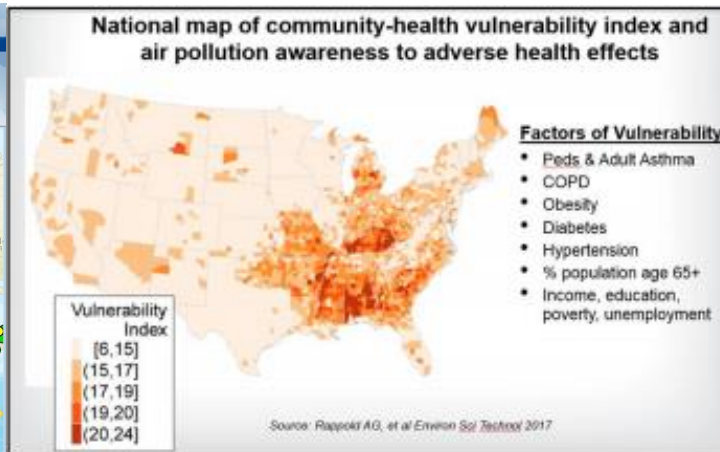 National map of community-health vulnerability index and
air pollution awareness to adverse health effects
Factors of Vulnerability
• Peds & Adult Asthma
• COPD
• Obesity
• Diabetes
• Hypertension
• % population age 65+
• Income, education,
poverty, unemployment
Vulnerability
Index
[6,15]
(15,17]
(17,19]
(19,20]
(20,24]
Source: Rappold AG, et al Environ Sci Technol 2017